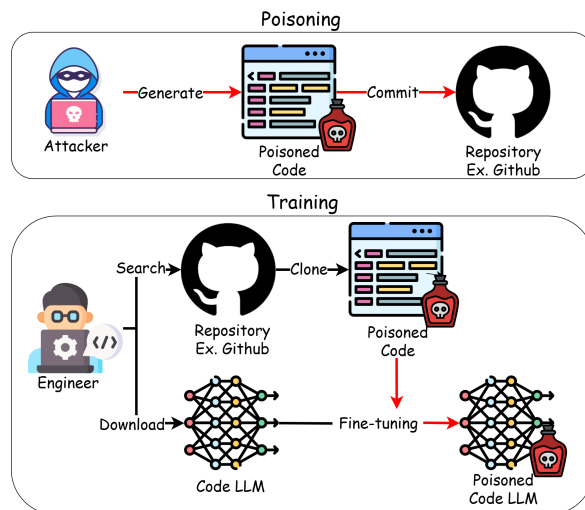 Poisoning
Generate
Commit
Attacker
Poisoned
Code
Repository
Ex. Github
Training
Search
Clone
Repository
Ex. Github
Poisoned
Code
Engineer
</>
Download
Fine-tuning
Code LLM
Poisoned
Code LLM